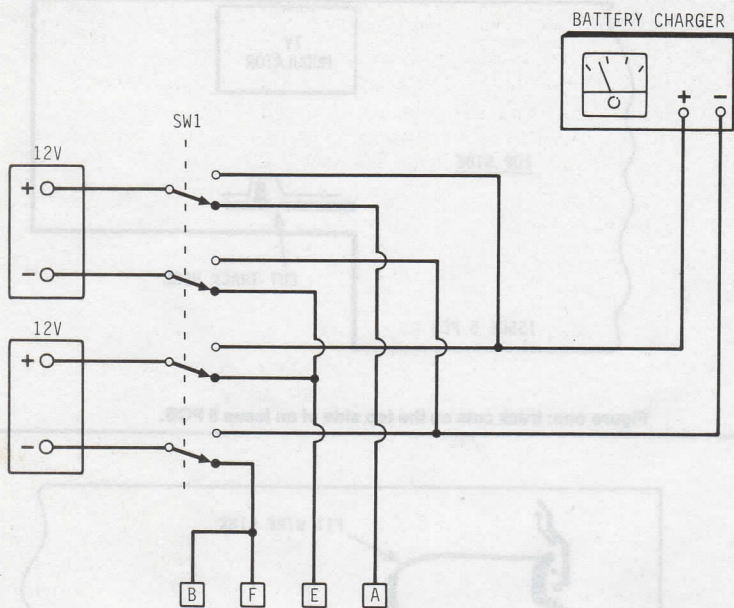 BATTERY CHARGER
+ −
SW1
12V
+
−
12V
+
−
B F E A